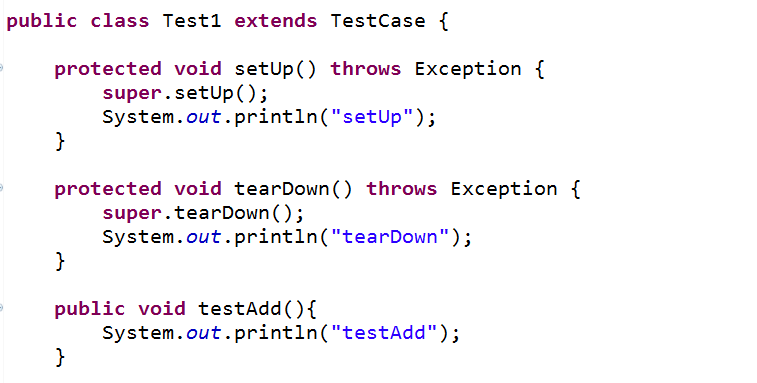 public class Test1 extends TestCase {
protected void setUp() throws Exception {
super.setUp();
System.out.println("setUp");
}
protected void tearDown() throws Exception {
super.tearDown();
System.out.println("tearDown");
}
public void testAdd(){
System.out.println("testAdd");
}